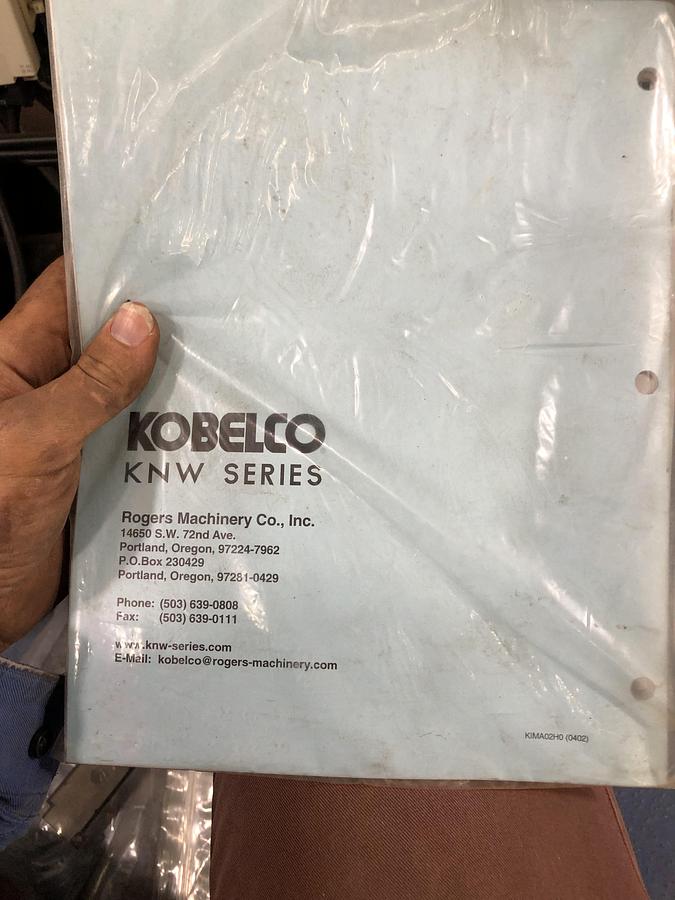 KOBELCO
KNW SERIES
Rogers Machinery Co., Inc.
14650 S.W. 72nd Ave.
Portland, Oregon, 97224-7962
P.O.Box 230429
Portland, Oregon, 97281-0429
Phone: (503) 639-0808
Fax: (503) 639-0111
www.knw-series.com
E-Mail: kobelco@rogers-machinery.com
KIMA02H0 (0402)